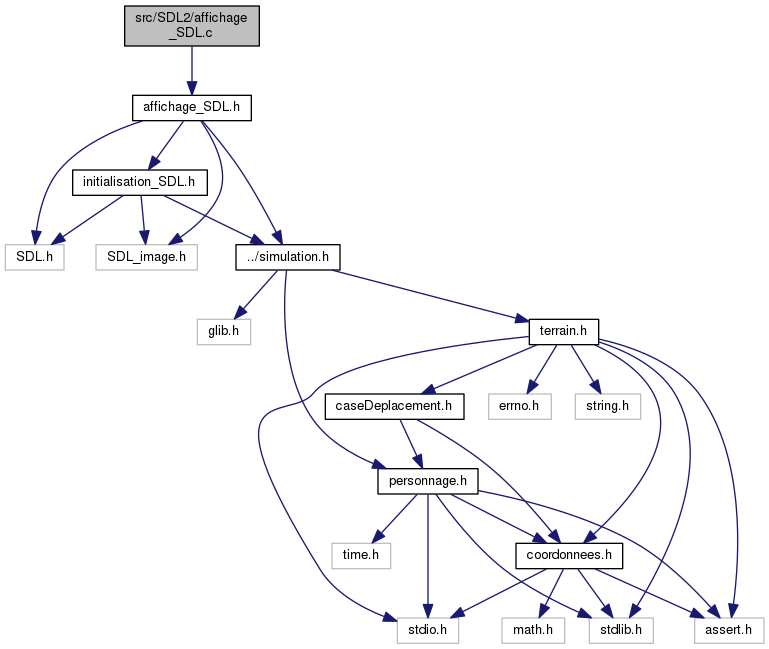 src/SDL2/affichage
_SDL.c
affichage_SDL.h
initialisation_SDL.h
SDL.h
SDL_image.h
../simulation.h
glib.h
terrain.h
caseDeplacement.h
errno.h
string.h
personnage.h
time.h
coordonnees.h
stdio.h
math.h
stdlib.h
assert.h